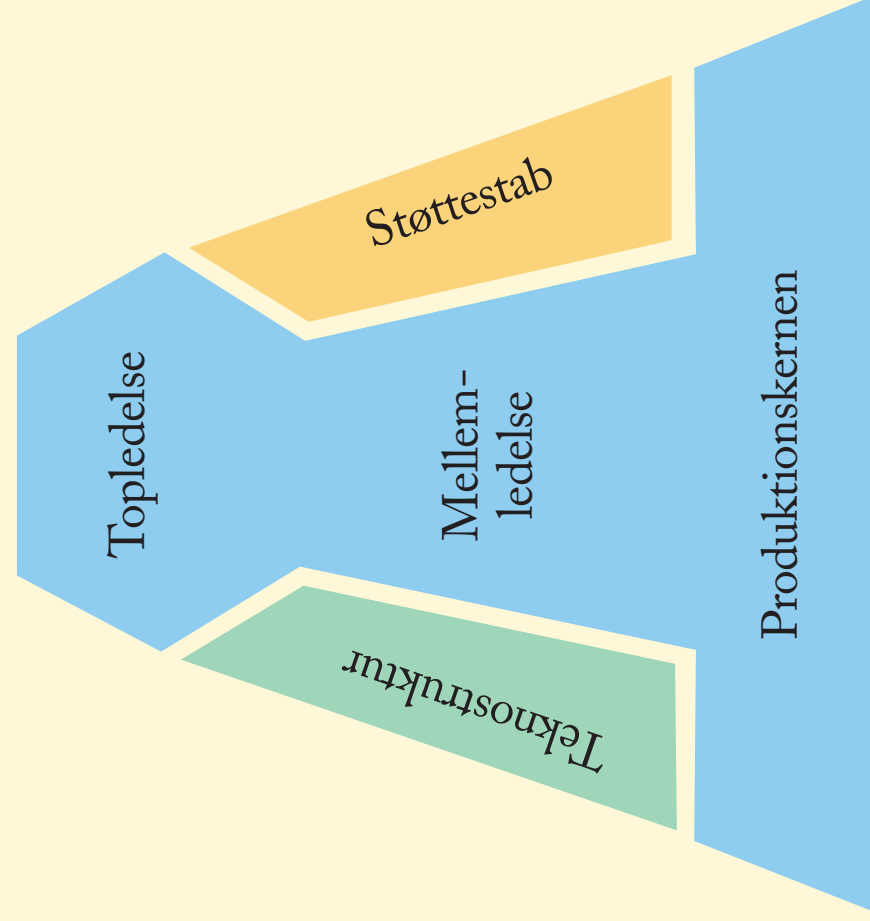 Topledelse
Teknostruktur
Mellem-
ledelse
Støttestab
Produktionskernen